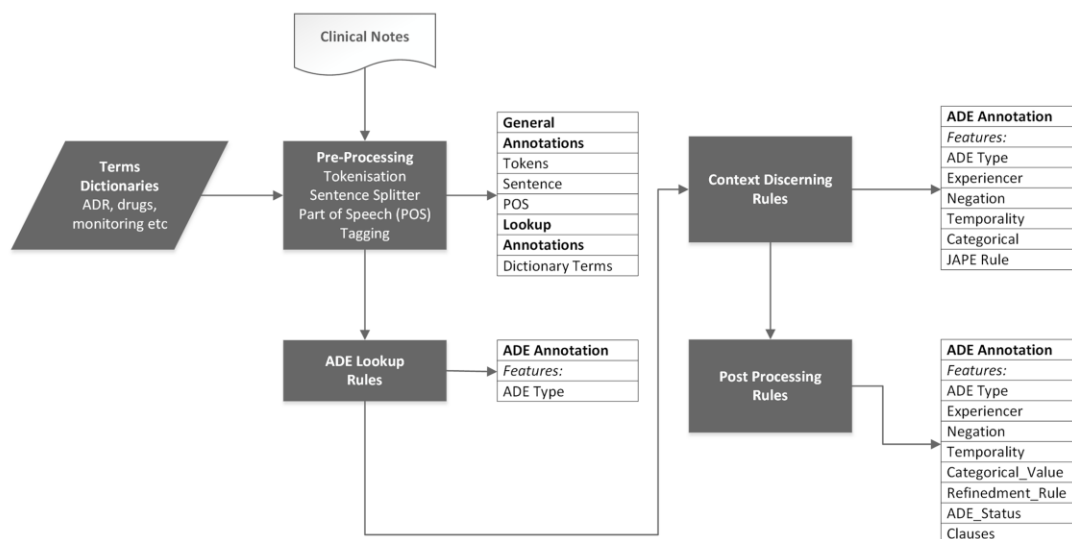 Clinical Notes
Terms
Dictionaries
ADR, drugs,
monitoring etc
Pre-Processing
Tokenisation
Sentence Splitter
Part of Speech (POS)
Tagging
General
Annotations
Tokens
Sentence
POS
Lookup
Annotations
Dictionary Terms
ADE Lookup
Rules
ADE Annotation
Features:
ADE Type
Context Discerning
Rules
ADE Annotation
Features:
ADE Type
Experiencer
Negation
Temporality
Categorical
JAPE Rule
Post Processing
Rules
ADE Annotation
Features:
ADE Type
Experiencer
Negation
Temporality
Categorical_Value
Refinedment_Rule
ADE_Status
Clauses